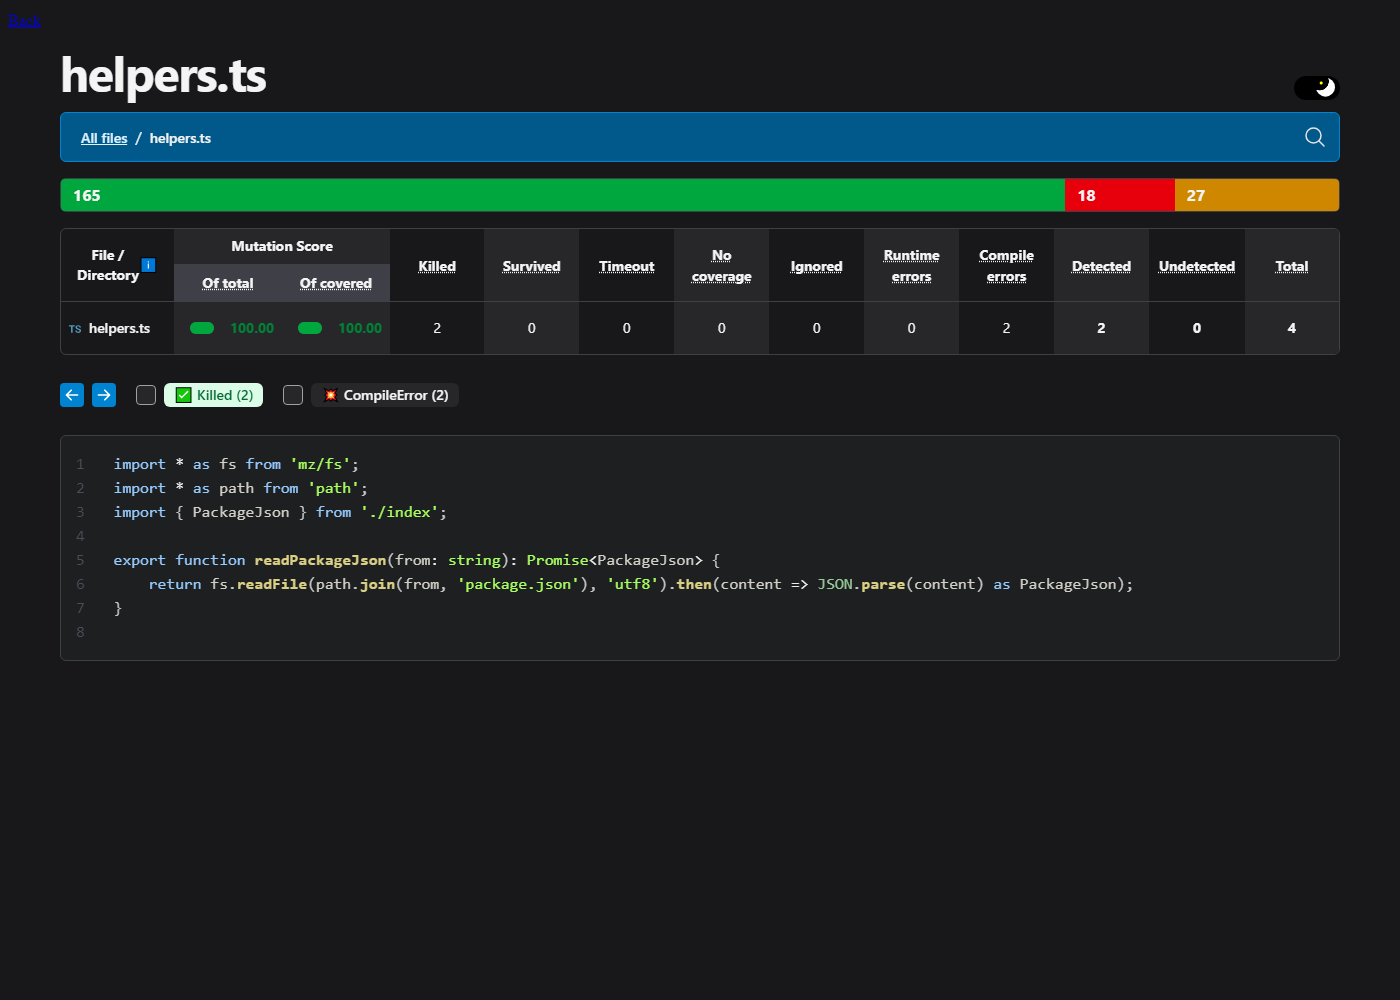 Back
helpers.ts
All files / helpers.ts
165 18 27
File / Directory Mutation Score Killed Survived Timeout No coverage Ignored Runtime errors Compile errors Detected Undetected Total
Of total Of covered
TS helpers.ts 100.00 100.00 2 0 0 0 0 0 2 2 0 4
Killed (2) CompileError (2)
1 import * as fs from 'mz/fs';
2 import * as path from 'path';
3 import { PackageJson } from './index';
4
5 export function readPackageJson(from: string): Promise<PackageJson> {
6     return fs.readFile(path.join(from, 'package.json'), 'utf8').then(content => JSON.parse(content) as PackageJson);
7 }
8